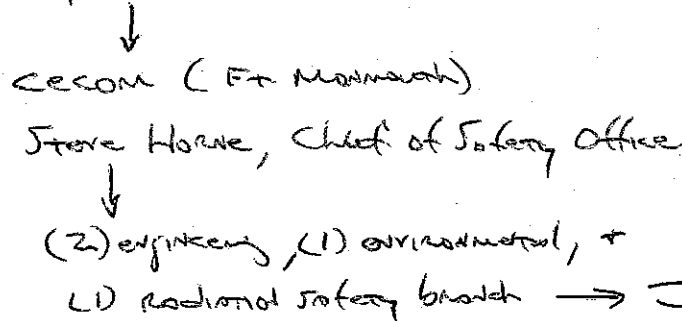 ↓
CECOM (Ft Monmouth)
Steve Horne, Chief of Safety Office
↓
(2) engineering, (1) environmental, +
(1) Radiation safety branch →